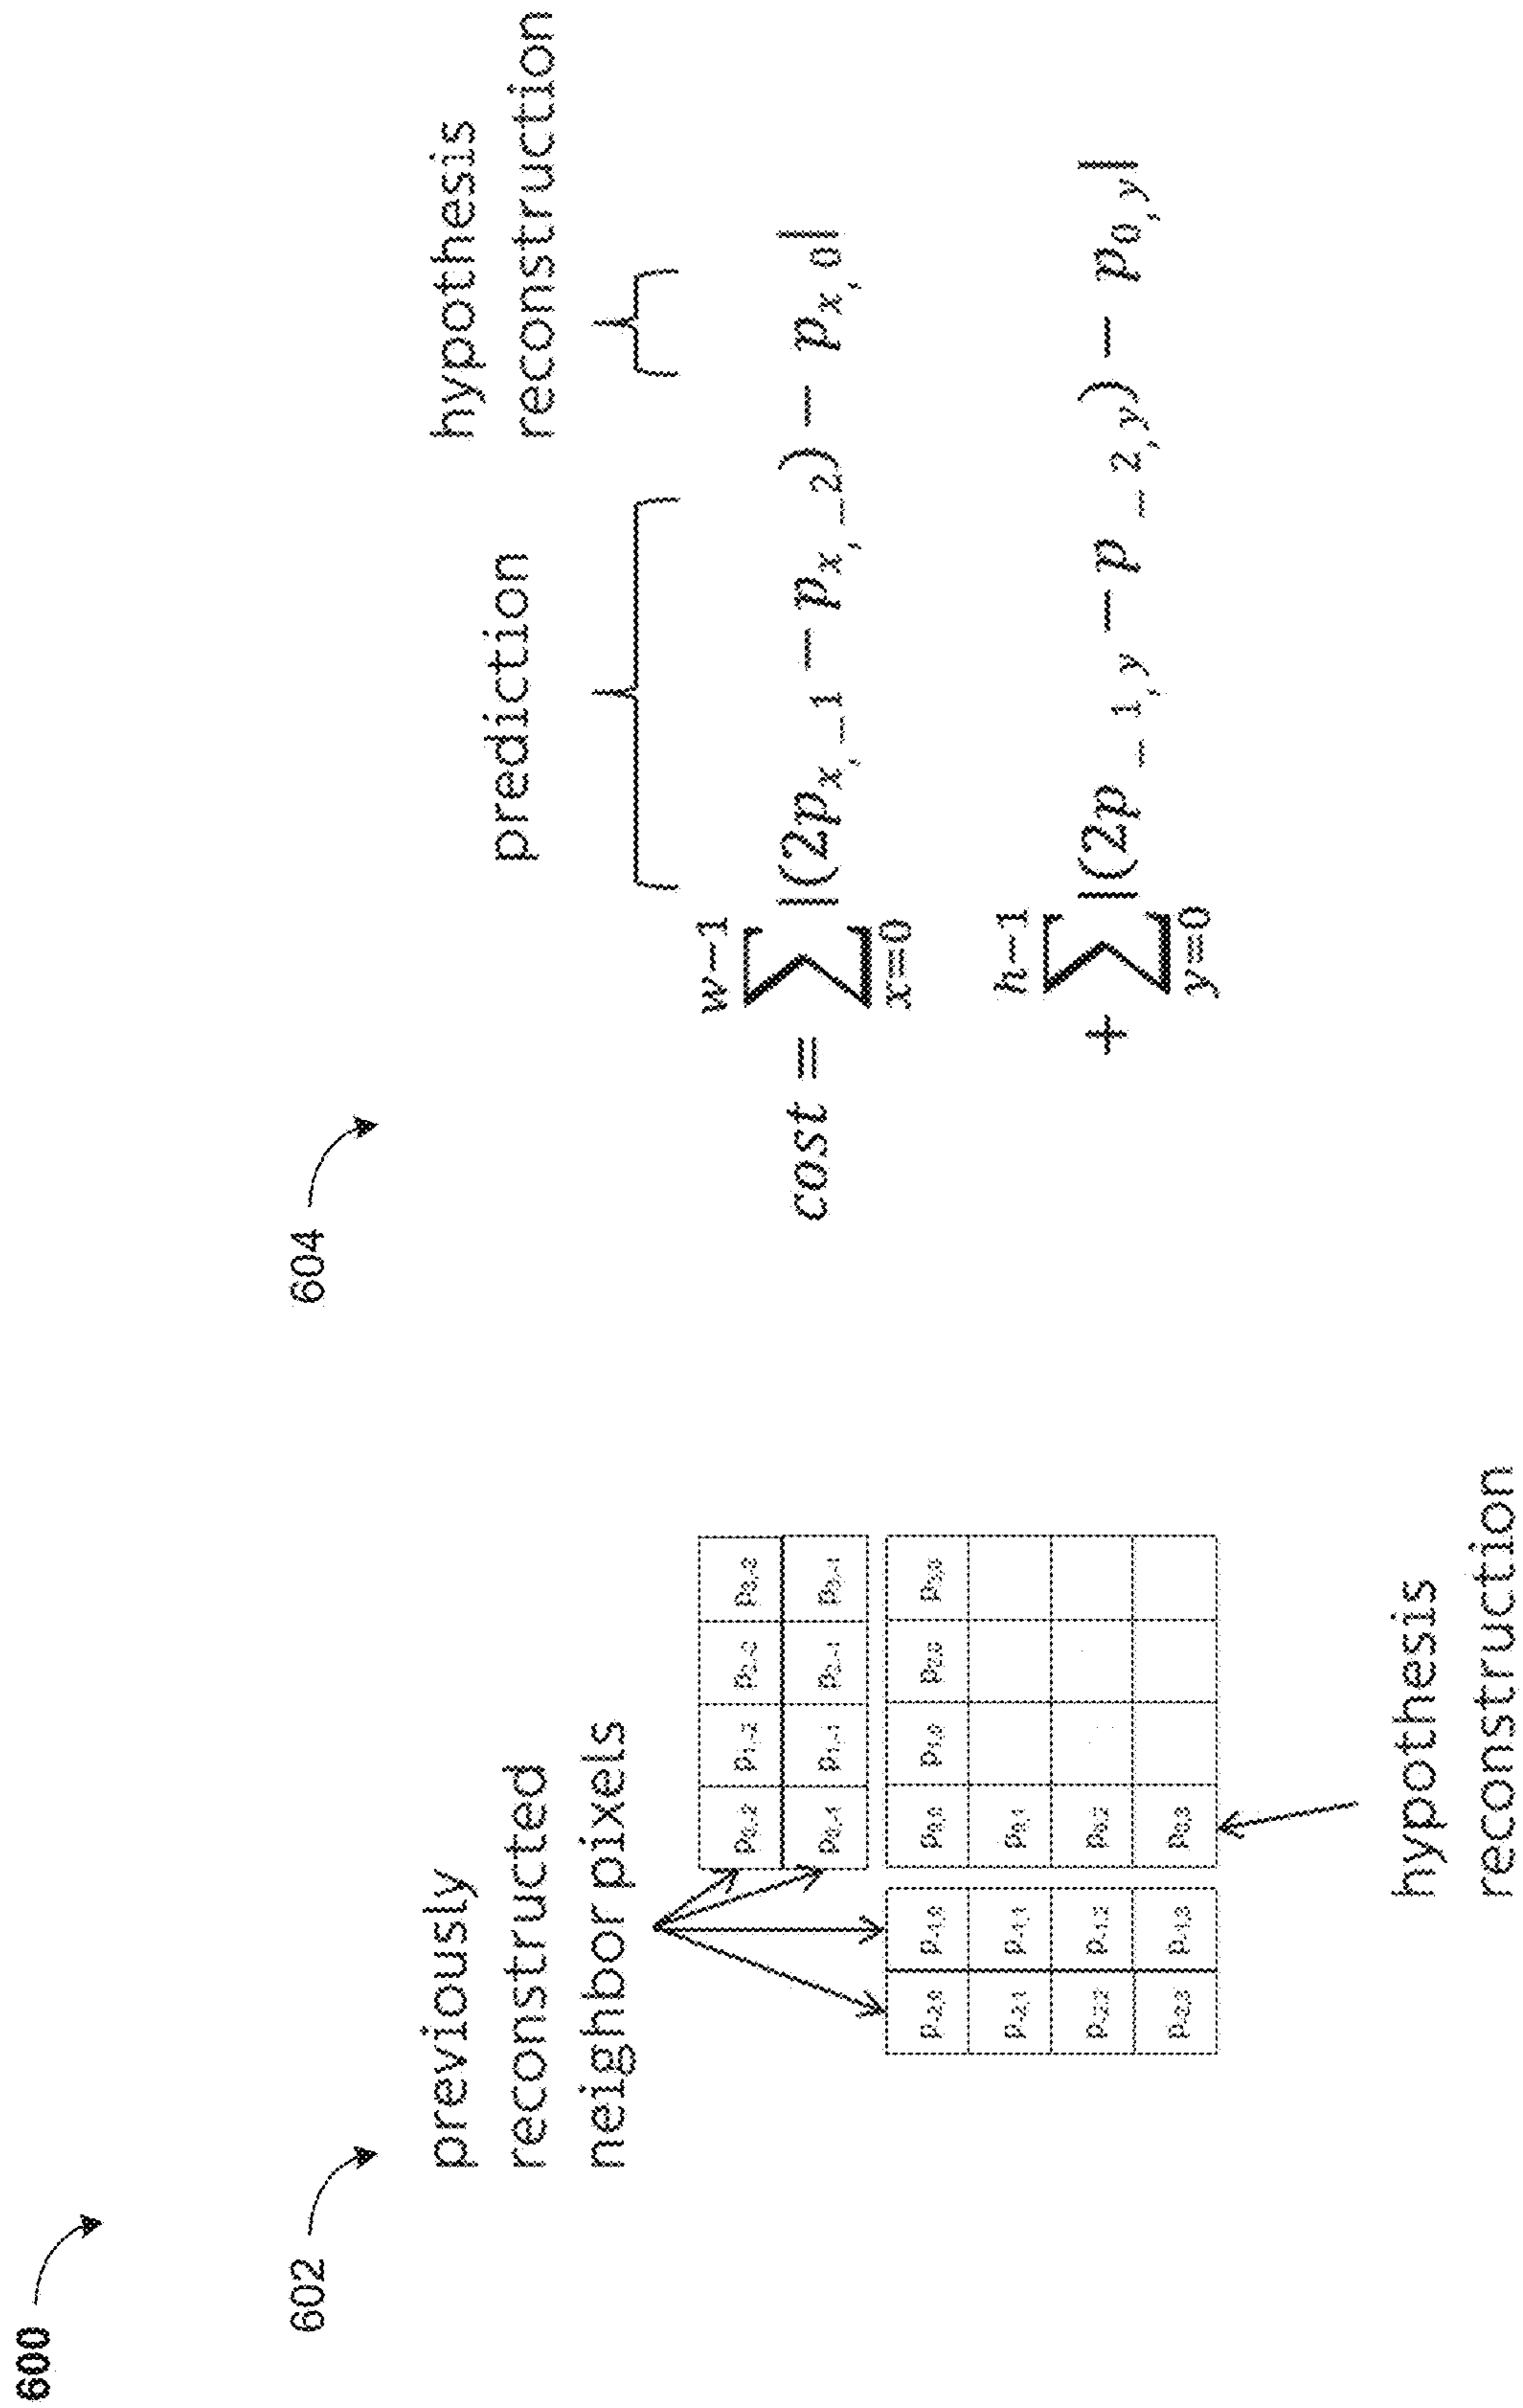 600
602
previously
reconstructed
neighbor pixels
p₀,₋₂ p₁,₋₂ p₂,₋₂ p₃,₋₂
p₀,₋₁ p₁,₋₁ p₂,₋₁ p₃,₋₁
p₋₂,₀ p₋₁,₀ p₀,₀ p₁,₀ p₂,₀ p₃,₀
p₋₂,₁ p₋₁,₁ p₀,₁
p₋₂,₂ p₋₁,₂ p₀,₂
p₋₂,₃ p₋₁,₃ p₀,₃
hypothesis
reconstruction
604
hypothesis
prediction reconstruction
cost = ∑_{x=0}^{w−1} |(2p_{x,−1} − p_{x,−2}) − p_{x,0}|
+ ∑_{y=0}^{h−1} |(2p_{−1,y} − p_{−2,y}) − p_{0,y}|